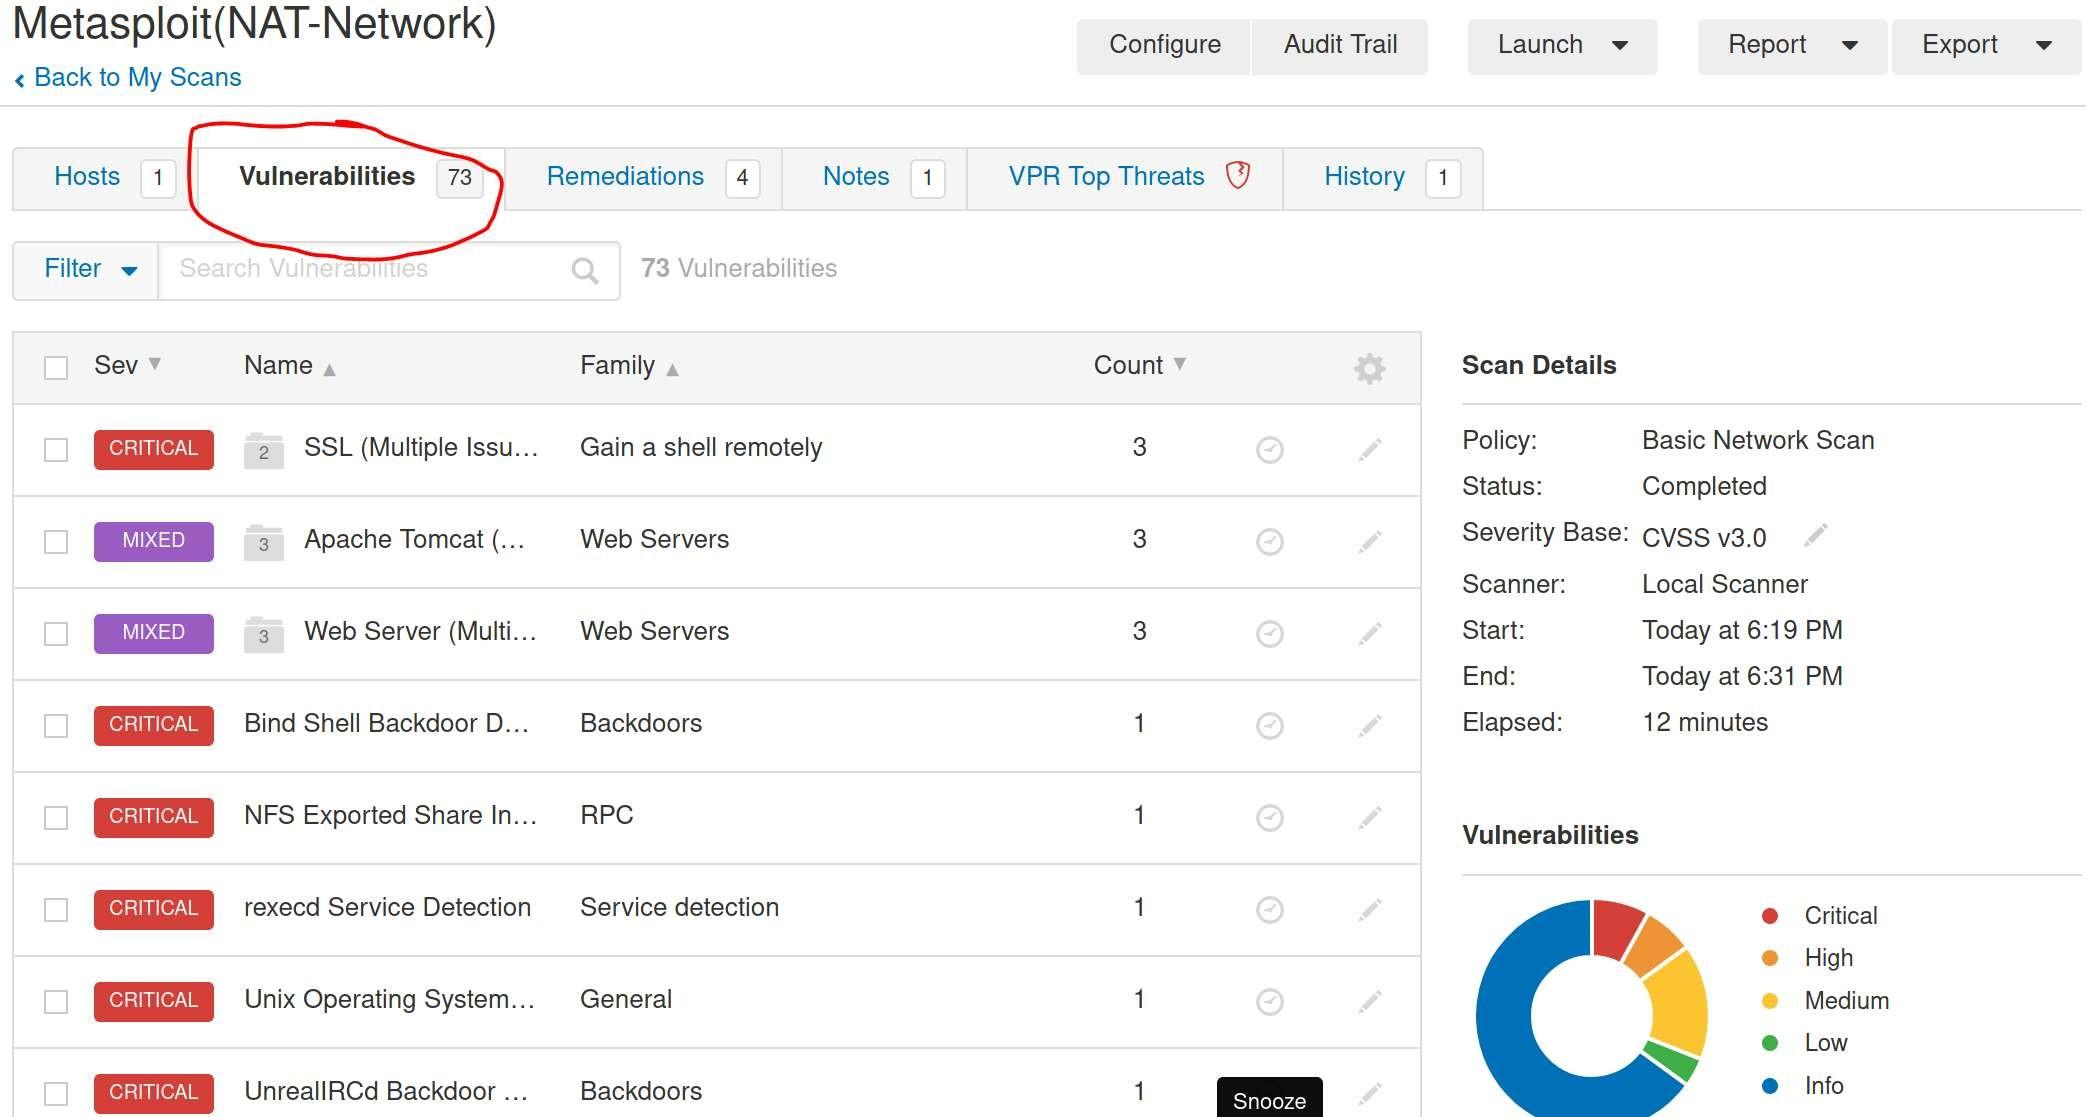 Metasploit(NAT-Network)
Back to My Scans
Configure Audit Trail Launch Report Export
Hosts 1 Vulnerabilities 73 Remediations 4 Notes 1 VPR Top Threats History 1
Filter Search Vulnerabilities 73 Vulnerabilities
Sev Name Family Count
CRITICAL 2 SSL (Multiple Issu... Gain a shell remotely 3
MIXED 3 Apache Tomcat (... Web Servers 3
MIXED 3 Web Server (Multi... Web Servers 3
CRITICAL Bind Shell Backdoor D... Backdoors 1
CRITICAL NFS Exported Share In... RPC 1
CRITICAL rexecd Service Detection Service detection 1
CRITICAL Unix Operating System... General 1
CRITICAL UnrealIRCd Backdoor ... Backdoors 1
Snooze
Scan Details
Policy: Basic Network Scan
Status: Completed
Severity Base: CVSS v3.0
Scanner: Local Scanner
Start: Today at 6:19 PM
End: Today at 6:31 PM
Elapsed: 12 minutes
Vulnerabilities
Critical
High
Medium
Low
Info